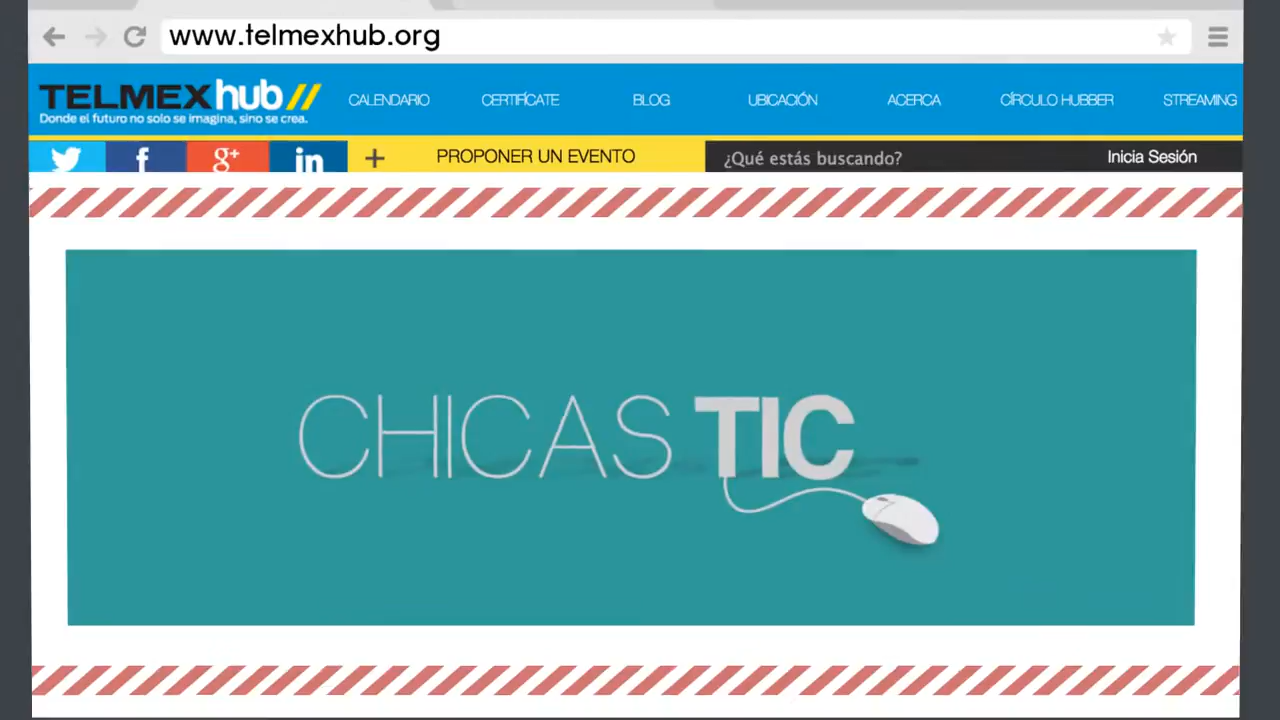 www.telmexhub.org
TELMEXhub//
Donde el futuro no solo se imagina, sino se crea.
CALENDARIO CERTIFÍCATE BLOG UBICACIÓN ACERCA CÍRCULO HUBBER STREAMING
f g+ in + PROPONER UN EVENTO ¿Qué estás buscando? Inicia Sesión
CHICAS TIC